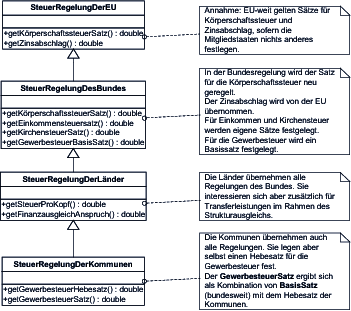 SteuerRegelungDerEU
+getKörperschaftssteuerSatz() : double
+getZinsabschlag() : double
Annahme: EU-weit gelten Sätze für
Körperschaftssteuer und
Zinsabschlag, sofern die
Mitgliedstaaten nichts anderes
festlegen.
SteuerRegelungDesBundes
+getKörperschaftssteuerSatz() : double
+getEinkommensteuersatz() : double
+getKirchensteuerSatz() : double
+getGewerbesteuerBasisSatz() : double
In der Bundesregelung wird der Satz
für die Körperschaftssteuer neu
geregelt.
Der Zinsabschlag wird von der EU
übernommen.
Für Einkommen und Kirchensteuer
werden eigene Sätze festgelegt.
Für die Gewerbesteuer wird ein
Basissatz festgelegt.
SteuerRegelungDerLänder
+getSteuerProKopf() : double
+getFinanzausgleichAnspruch() : double
Die Länder übernehmen alle
Regelungen des Bundes. Sie
interessieren sich aber zusätzlich für
Transferleistungen im Rahmen des
Strukturausgleichs.
SteuerRegelungDerKommunen
+getGewerbesteuerHebesatz() : double
+getGewerbesteuerSatz() : double
Die Kommunen übernehmen auch
alle Regelungen. Sie legen aber
selbst einen Hebesatz für die
Gewerbesteuer fest.
Der GewerbesteuerSatz ergibt sich
als Kombination von BasisSatz
(bundesweit) mit dem Hebesatz der
Kommunen.